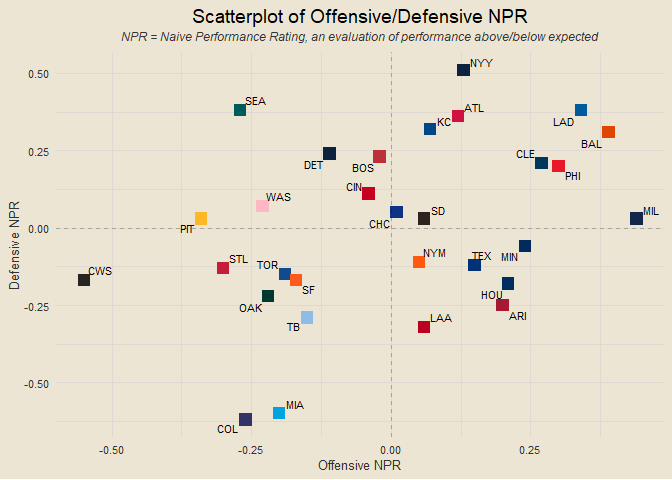 Scatterplot of Offensive/Defensive NPR
NPR = Naive Performance Rating, an evaluation of performance above/below expected
0.50
0.25
0.00
-0.25
-0.50
Defensive NPR
NYY
SEA
ATL
KC
LAD
BAL
DET
BOS
CLE
PHI
CIN
WAS
PIT
CHC
SD
MIL
CWS
STL
TOR
SF
NYM
TEX
MIN
OAK
HOU
TB
LAA
ARI
MIA
COL
-0.50
-0.25
0.00
0.25
Offensive NPR